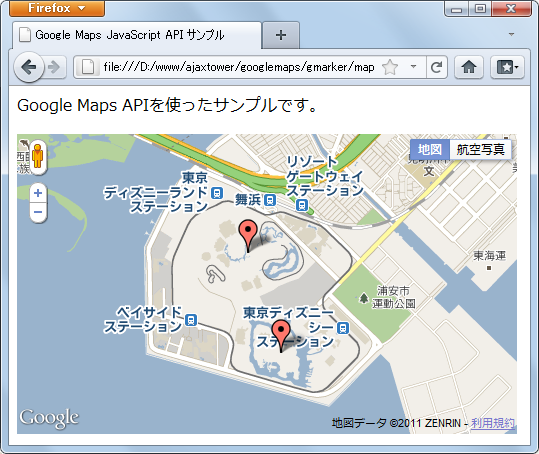 Firefox
Google Maps JavaScript API サンプル
file:///D:/www/ajaxtower/googlemaps/gmarker/map
Google Maps APIを使ったサンプルです。
地図
航空写真
リゾート
ゲートウェイ
ステーション
東京
ディズニーランド
ステーション
舞浜
東海運
浦安市
運動公園
ベイサイド
ステーション
東京ディズニー
シー
ステーション
Google
地図データ ©2011 ZENRIN - 利用規約